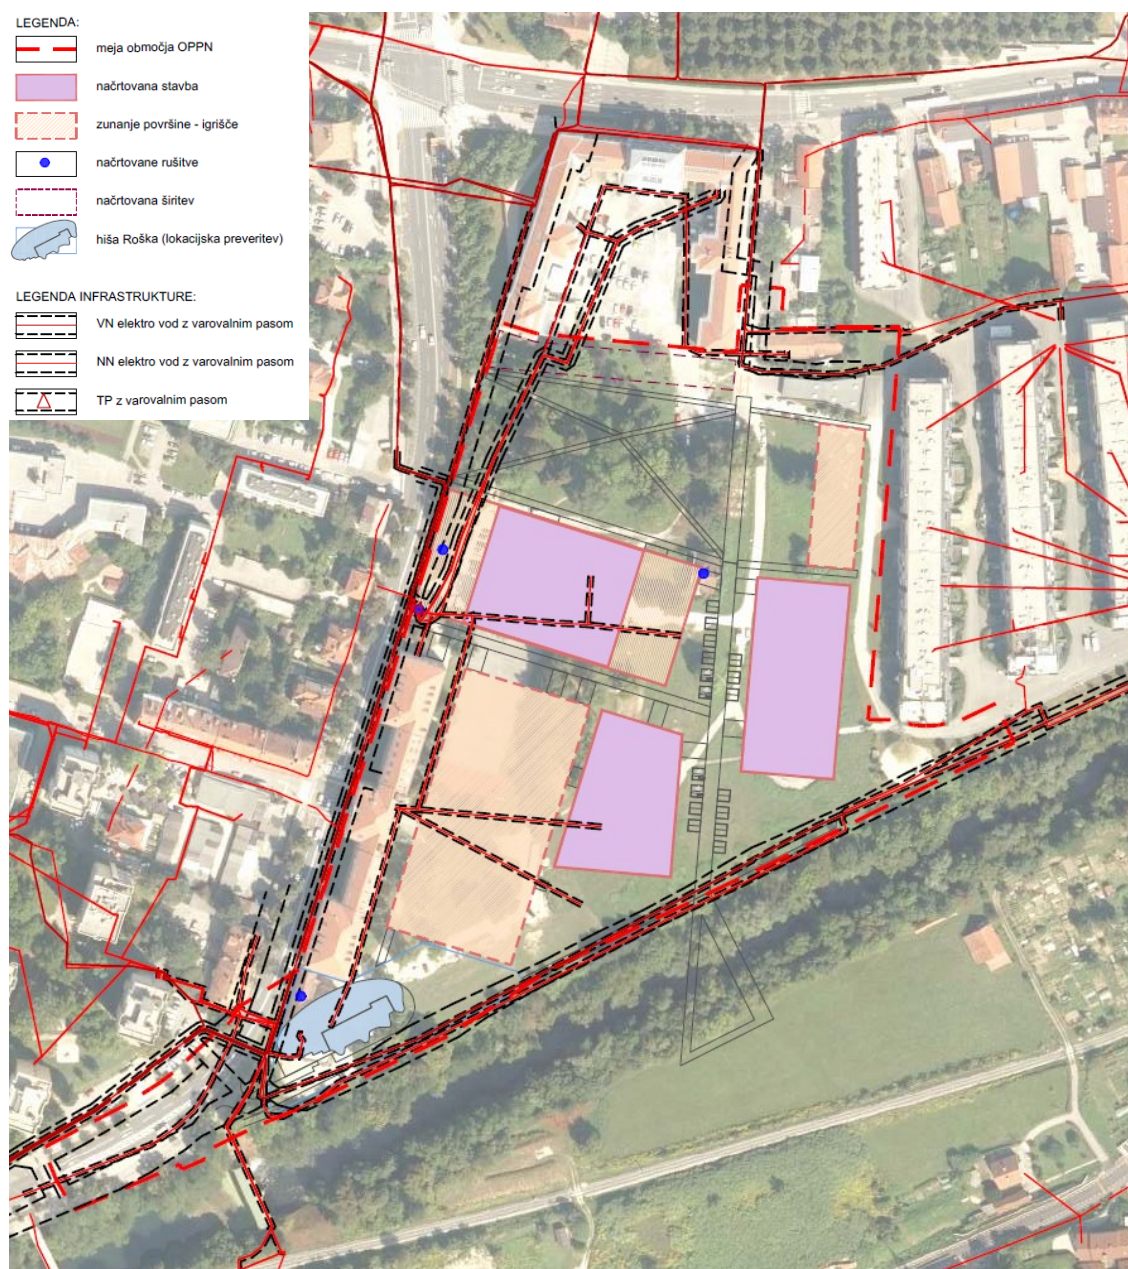 LEGENDA:
meja območja OPPN
načrtovana stavba
zunanje površine - igrišče
načrtovane rušitve
načrtovana širitev
hiša Roška (lokacijska preveritev)
LEGENDA INFRASTRUKTURE:
VN elektro vod z varovalnim pasom
NN elektro vod z varovalnim pasom
TP z varovalnim pasom